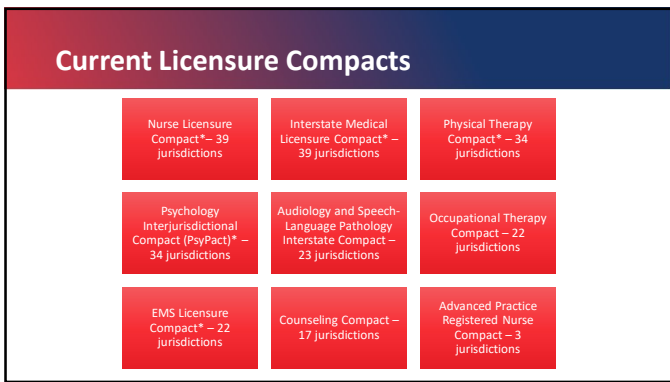 Current Licensure Compacts
Nurse Licensure
Compact*– 39
jurisdictions
Interstate Medical
Licensure Compact* –
39 jurisdictions
Physical Therapy
Compact* – 34
jurisdictions
Psychology
Interjurisdictional
Compact (PsyPact)* –
34 jurisdictions
Audiology and Speech-
Language Pathology
Interstate Compact –
23 jurisdictions
Occupational Therapy
Compact – 22
jurisdictions
EMS Licensure
Compact* – 22
jurisdictions
Counseling Compact –
17 jurisdictions
Advanced Practice
Registered Nurse
Compact – 3
jurisdictions